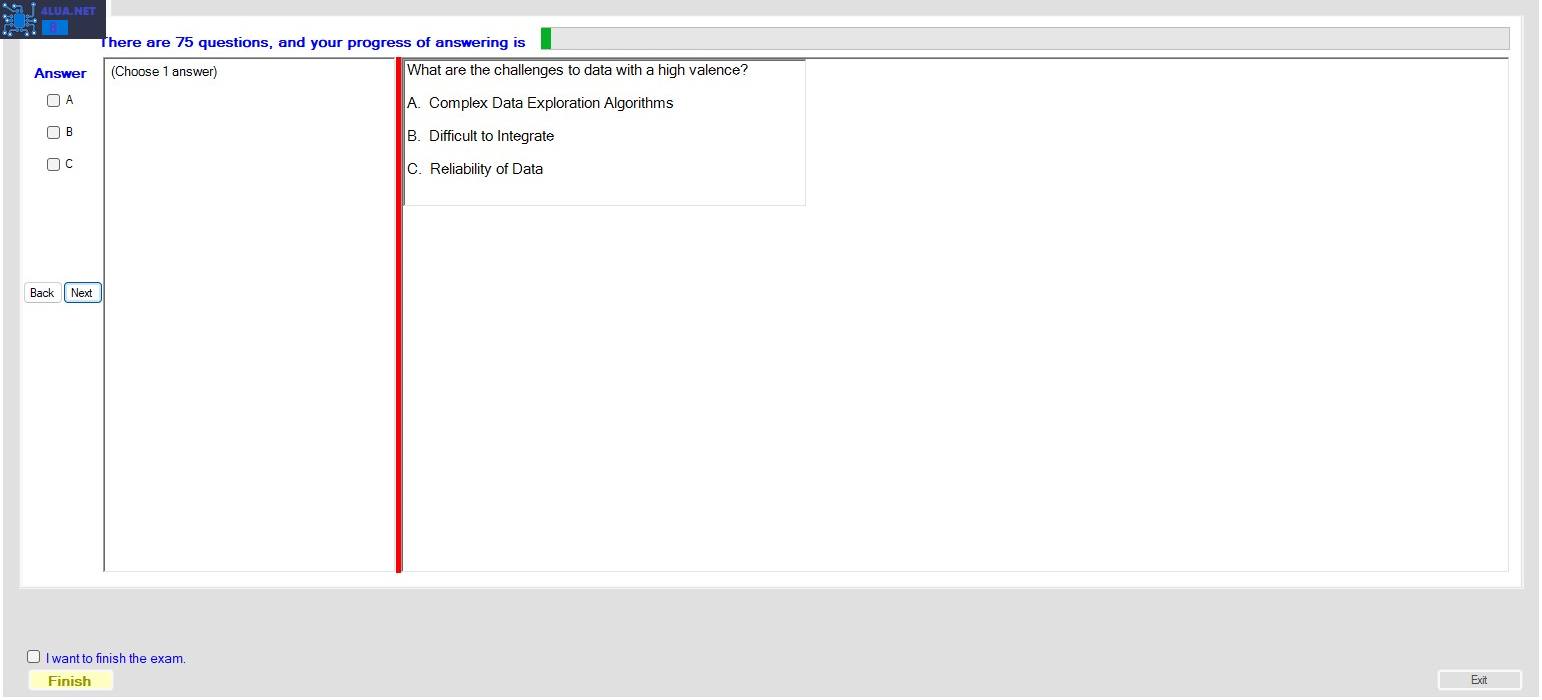 4LUA.NET
B
There are 75 questions, and your progress of answering is
Answer
A
B
C
Back Next
(Choose 1 answer)
What are the challenges to data with a high valence?
A. Complex Data Exploration Algorithms
B. Difficult to Integrate
C. Reliability of Data
I want to finish the exam.
Finish
Exit